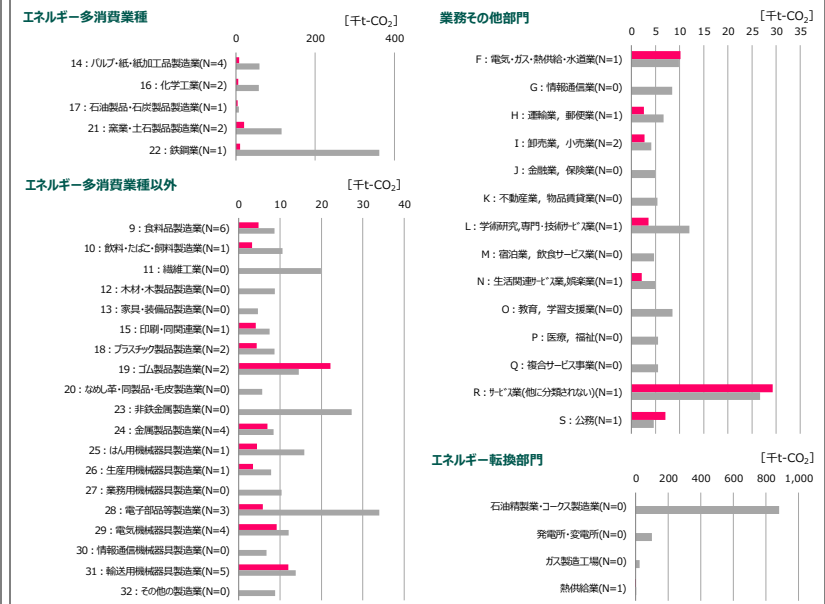 エネルギー多消費業種
[千t-CO2]
0 200 400
14：パルプ・紙・紙加工品製造業(N=4)
16：化学工業(N=2)
17：石油製品・石炭製品製造業(N=1)
21：窯業・土石製品製造業(N=2)
22：鉄鋼業(N=1)
エネルギー多消費業種以外
[千t-CO2]
0 10 20 30 40
9：食料品製造業(N=6)
10：飲料・たばこ・飼料製造業(N=1)
11：繊維工業(N=0)
12：木材・木製品製造業(N=0)
13：家具・装備品製造業(N=0)
15：印刷・同関連業(N=1)
18：プラスチック製品製造業(N=2)
19：ゴム製品製造業(N=2)
20：なめし革・同製品・毛皮製造業(N=0)
23：非鉄金属製造業(N=0)
24：金属製品製造業(N=4)
25：はん用機械器具製造業(N=1)
26：生産用機械器具製造業(N=1)
27：業務用機械器具製造業(N=0)
28：電子部品等製造業(N=3)
29：電気機械器具製造業(N=4)
30：情報通信機械器具製造業(N=0)
31：輸送用機械器具製造業(N=5)
32：その他の製造業(N=0)
業務その他部門
[千t-CO2]
0 5 10 15 20 25 30 35
F：電気・ガス・熱供給・水道業(N=1)
G：情報通信業(N=0)
H：運輸業，郵便業(N=1)
I：卸売業，小売業(N=2)
J：金融業，保険業(N=0)
K：不動産業，物品賃貸業(N=0)
L：学術研究,専門・技術サービス業(N=1)
M：宿泊業，飲食サービス業(N=0)
N：生活関連サービス業,娯楽業(N=1)
O：教育，学習支援業(N=0)
P：医療，福祉(N=0)
Q：複合サービス事業(N=0)
R：サービス業(他に分類されない)(N=1)
S：公務(N=1)
エネルギー転換部門
[千t-CO2]
0 200 400 600 800 1,000
石油精製業・コークス製造業(N=0)
発電所・変電所(N=0)
ガス製造工場(N=0)
熱供給業(N=1)